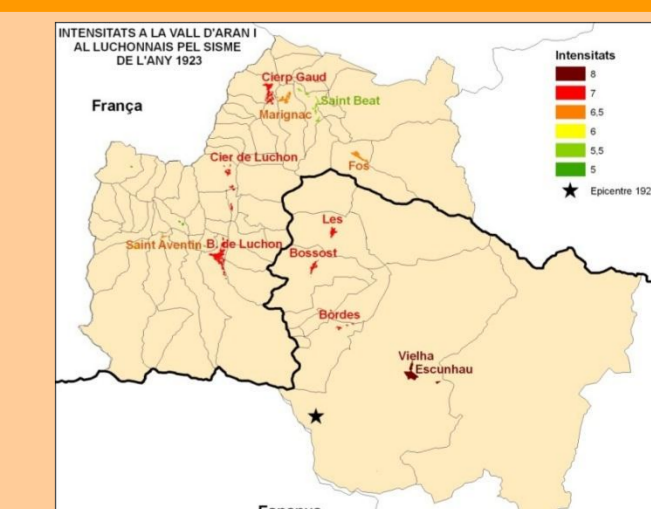 INTENSITATS A LA VALL D'ARAN I
AL LUCHONNAIS PEL SISME
DE L'ANY 1923
Intensitats
8
7
6,5
6
5,5
5
Epicentre 192
França
Cierp Gaud
Saint Beat
Marignac
Fos
Cier de Luchon
Les
Saint Aventin
B. de Luchon
Bossost
Bòrdes
Vielha
Escunhau